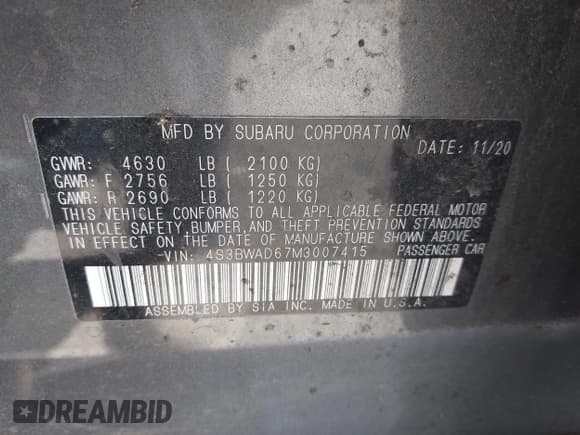 MFD BY SUBARU CORPORATION
DATE: 11/20
GVWR: 4630 LB ( 2100 KG)
GAWR: F 2756 LB ( 1250 KG)
GAWR: R 2690 LB ( 1220 KG)
THIS VEHICLE CONFORMS TO ALL APPLICABLE FEDERAL MOTOR
VEHICLE SAFETY,BUMPER,AND THEFT PREVENTION STANDARDS
IN EFFECT ON THE DATE OF MANUFACTURE SHOWN ABOVE.
VIN: 4S3BWAD67M3007415 PASSENGER CAR
ASSEMBLED BY SIA INC. MADE IN U.S.A.
DREAMBID